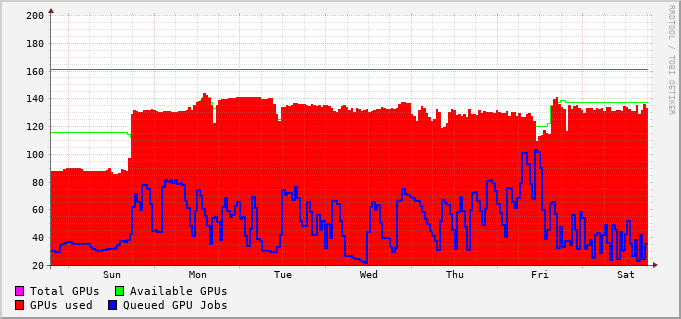 200
180
160
140
120
100
80
60
40
20
Sun Mon Tue Wed Thu Fri Sat
Total GPUs Available GPUs
GPUs used Queued GPU Jobs
RRDTOOL / TOBI OETIKER